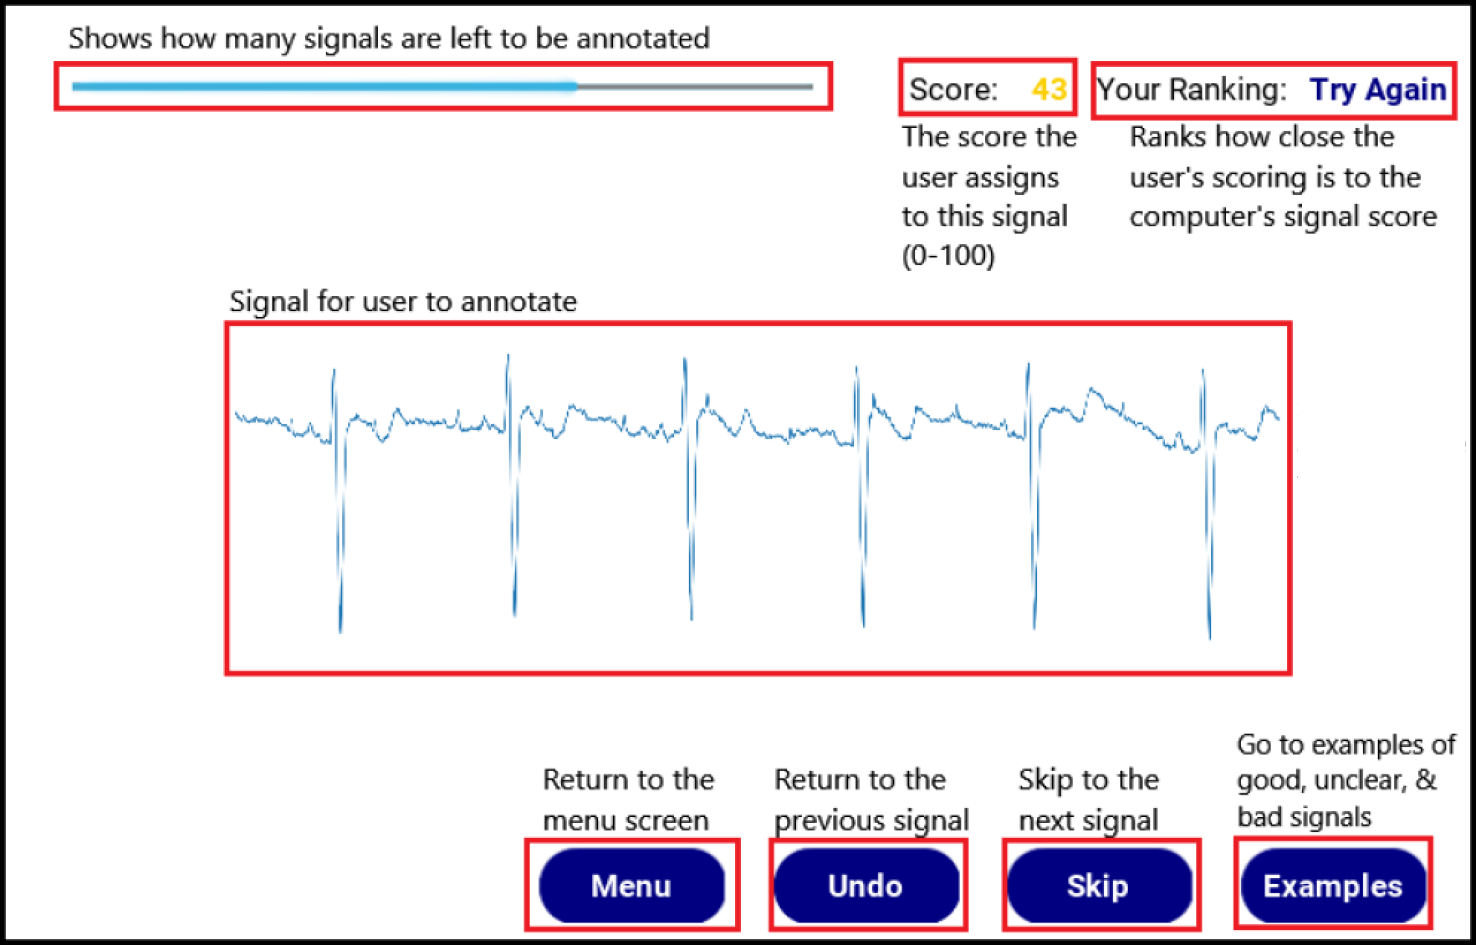 Shows how many signals are left to be annotated
Score: 43
Your Ranking: Try Again
The score the
user assigns
to this signal
(0-100)
Ranks how close the
user's scoring is to the
computer's signal score
Signal for user to annotate
Return to the
menu screen
Return to the
previous signal
Skip to the
next signal
Go to examples of
good, unclear, &
bad signals
Menu
Undo
Skip
Examples